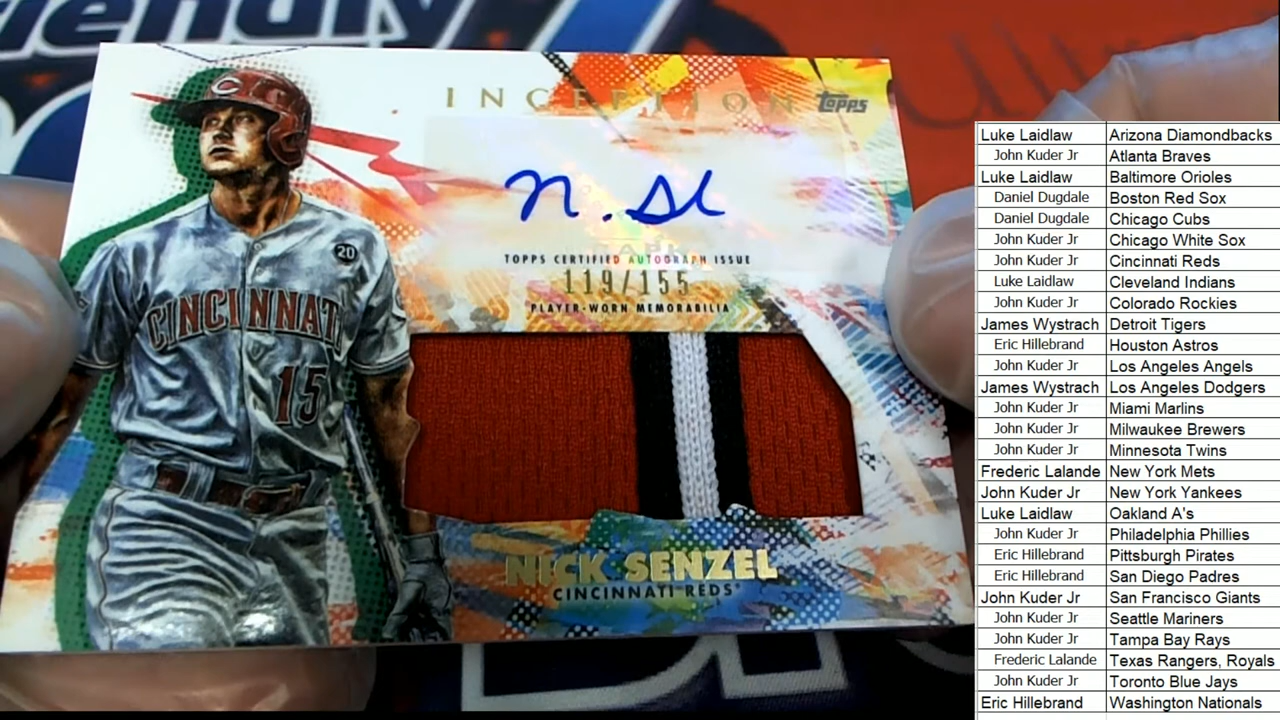 INCEPTION topps
N. Sl
TOPPS CERTIFIED AUTOGRAPH ISSUE
119/155
PLAYER-WORN MEMORABILIA
C
20
CINCINNATI
15
NICK SENZEL
CINCINNATI REDS
Luke Laidlaw Arizona Diamondbacks
John Kuder Jr Atlanta Braves
Luke Laidlaw Baltimore Orioles
Daniel Dugdale Boston Red Sox
Daniel Dugdale Chicago Cubs
John Kuder Jr Chicago White Sox
John Kuder Jr Cincinnati Reds
Luke Laidlaw Cleveland Indians
John Kuder Jr Colorado Rockies
James Wystrach Detroit Tigers
Eric Hillebrand Houston Astros
John Kuder Jr Los Angeles Angels
James Wystrach Los Angeles Dodgers
John Kuder Jr Miami Marlins
John Kuder Jr Milwaukee Brewers
John Kuder Jr Minnesota Twins
Frederic Lalande New York Mets
John Kuder Jr New York Yankees
Luke Laidlaw Oakland A's
John Kuder Jr Philadelphia Phillies
Eric Hillebrand Pittsburgh Pirates
Eric Hillebrand San Diego Padres
John Kuder Jr San Francisco Giants
John Kuder Jr Seattle Mariners
John Kuder Jr Tampa Bay Rays
Frederic Lalande Texas Rangers, Royals
John Kuder Jr Toronto Blue Jays
Eric Hillebrand Washington Nationals